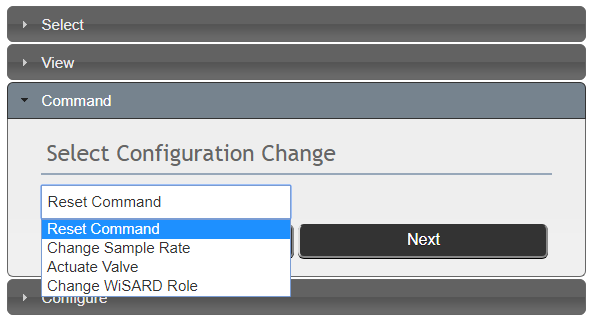 Select
View
Command
Select Configuration Change
Reset Command
Reset Command
Change Sample Rate
Actuate Valve
Change WiSARD Role
Next
Configure